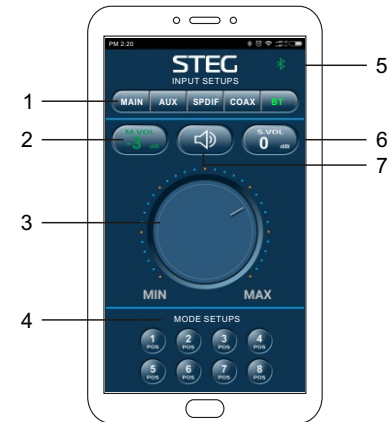 PM 2:20
STEG
INPUT SETUPS
MAIN AUX SPDIF COAX BT
M.VOL S.VOL
-3 dB 0 dB
MIN MAX
MODE SETUPS
1 POS 2 POS 3 POS 4 POS
5 POS 6 POS 7 POS 8 POS
1
2
3
4
5
6
7